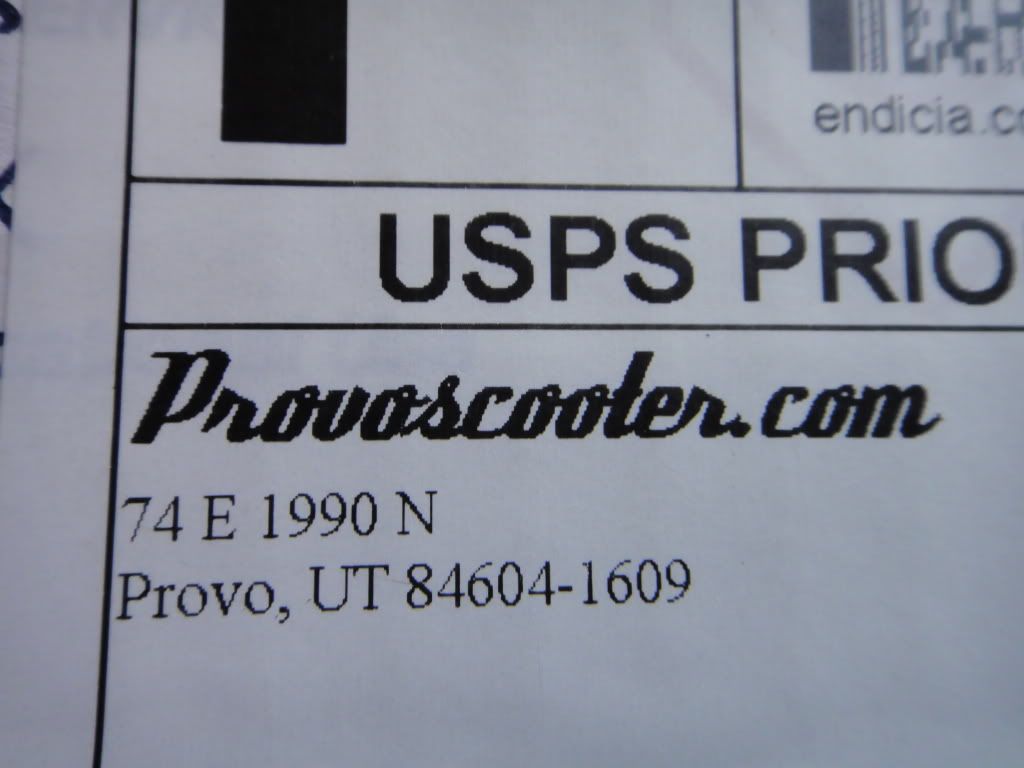 endicia.c
USPS PRIO
Provoscooter.com
74 E 1990 N
Provo, UT 84604-1609